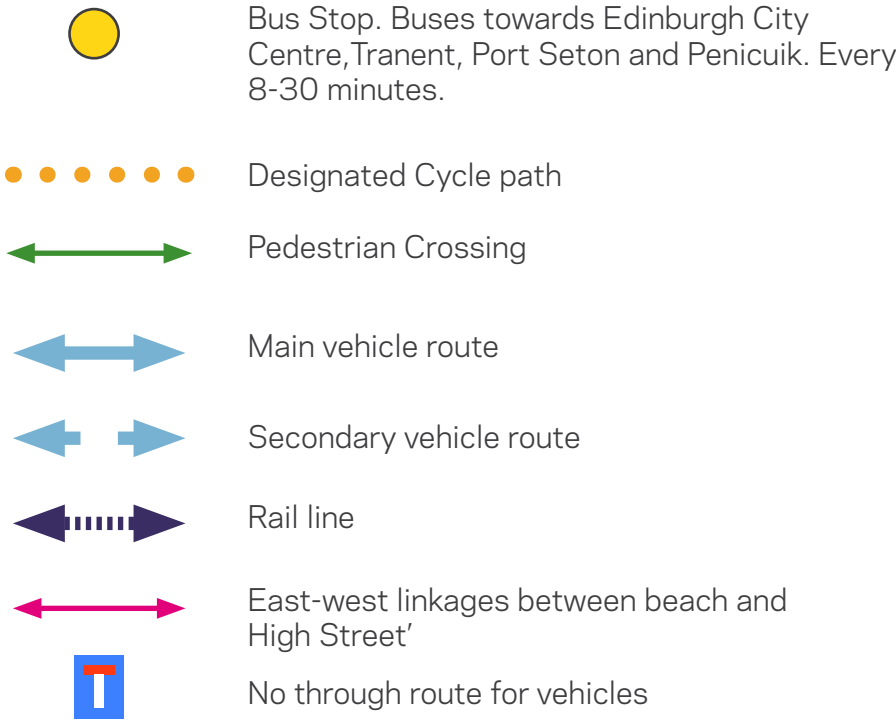 Bus Stop. Buses towards Edinburgh City
Centre,Tranent, Port Seton and Penicuik. Every
8-30 minutes.
Designated Cycle path
Pedestrian Crossing
Main vehicle route
Secondary vehicle route
Rail line
East-west linkages between beach and
High Street’
No through route for vehicles